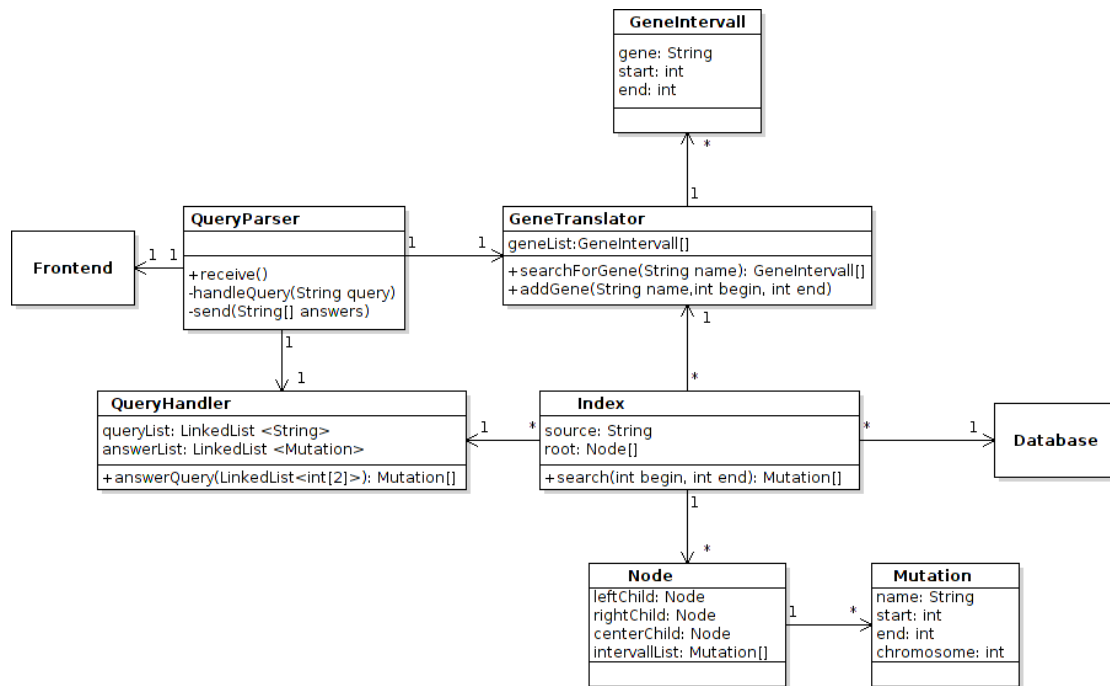 GeneIntervall
gene: String
start: int
end: int
*
1
QueryParser
+receive()
-handleQuery(String query)
-send(String[] answers)
Frontend
1 1
1
1
GeneTranslator
geneList:GeneIntervall[]
+searchForGene(String name): GeneIntervall[]
+addGene(String name,int begin, int end)
1
1
1
*
QueryHandler
queryList: LinkedList <String>
answerList: LinkedList <Mutation>
+answerQuery(LinkedList<int[2]>): Mutation[]
1
*
Index
source: String
root: Node[]
+search(int begin, int end): Mutation[]
*
1
Database
1
*
Node
leftChild: Node
rightChild: Node
centerChild: Node
intervallList: Mutation[]
1
*
Mutation
name: String
start: int
end: int
chromosome: int